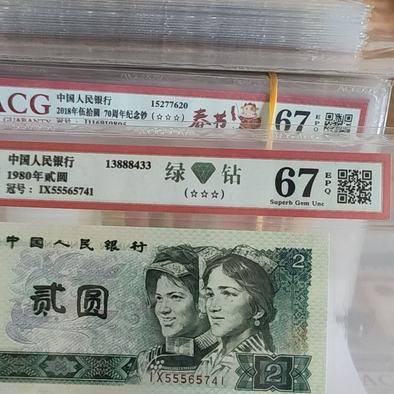 ACG
GUARANTY
中国人民银行
15277620
2018年伍拾圆 70周年纪念钞 (☆☆☆)
春节
67 EPQ
中国人民银行
13888433
1980年贰圆
冠号： IX55565741
绿 钻
(☆☆☆)
67 EPQ
Superb Gem Unc
中国人民银行
贰圆
2
IX55565741
2